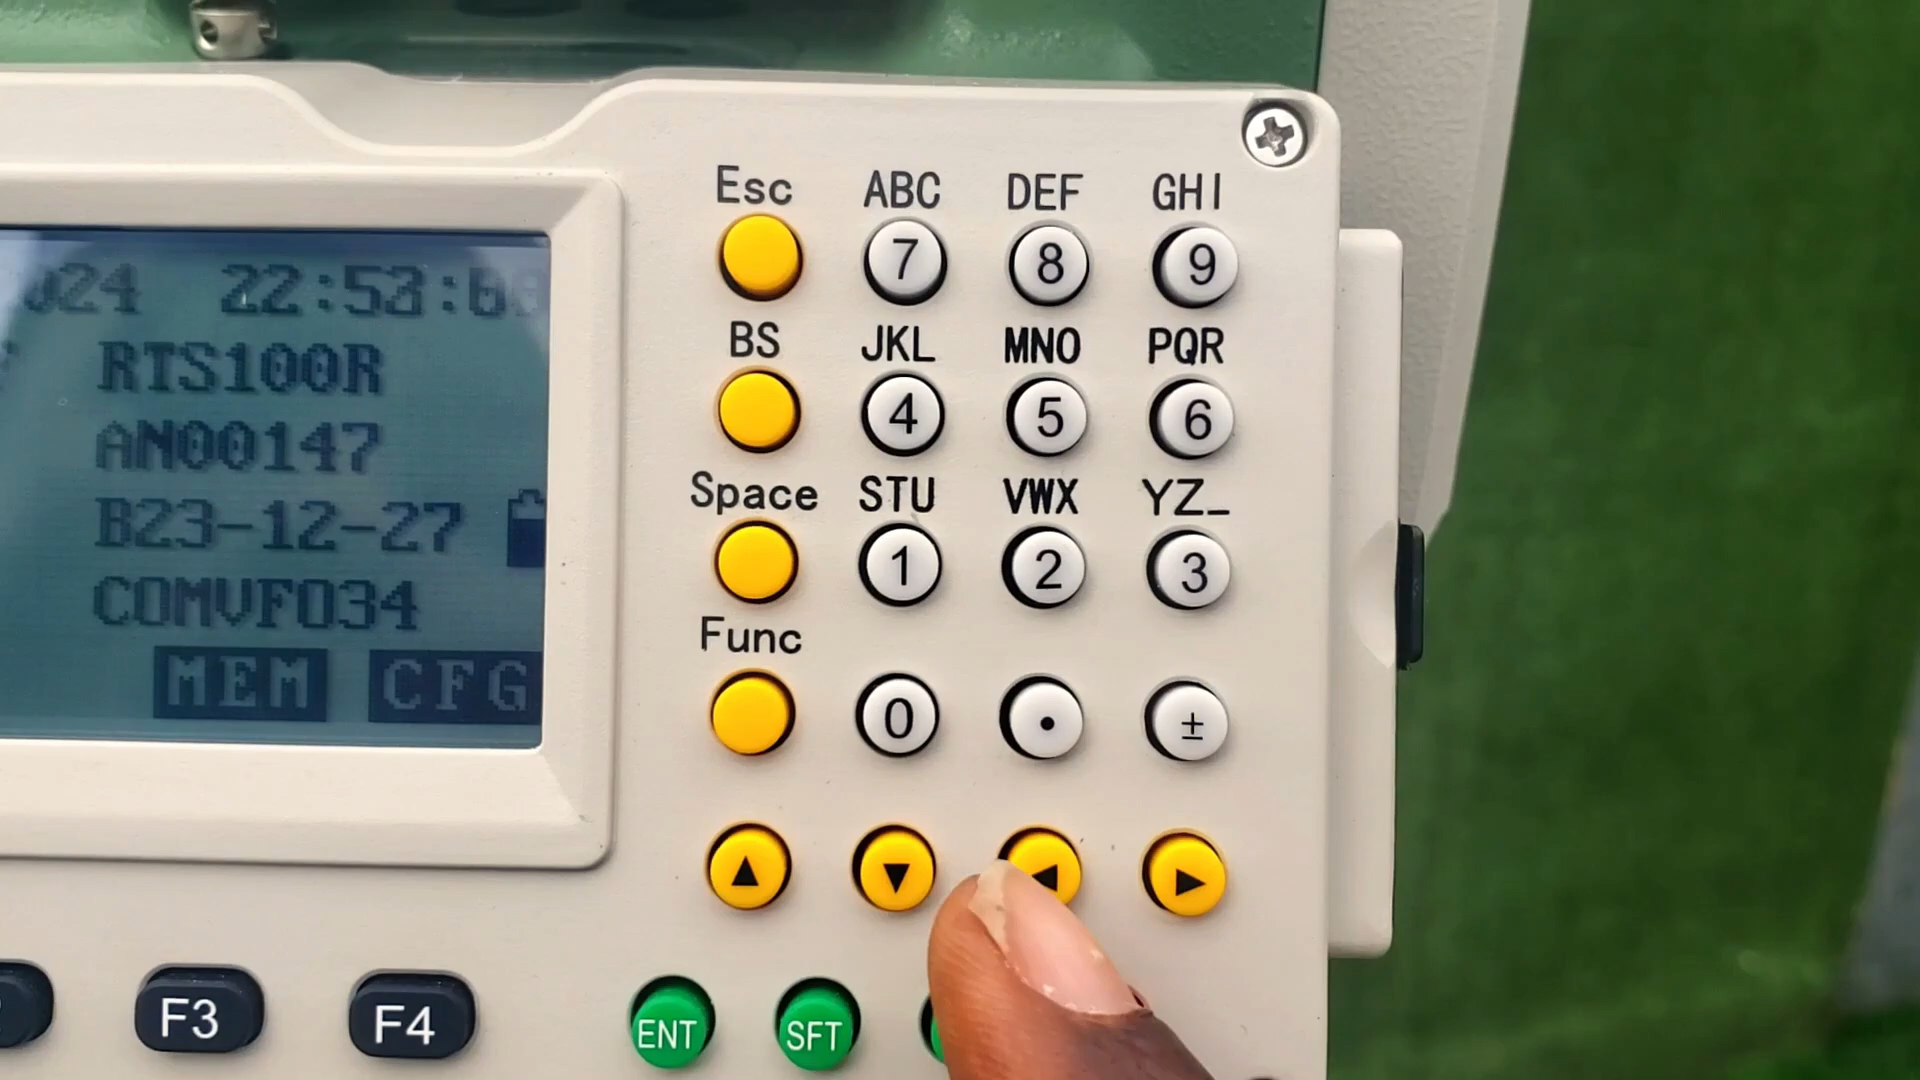 024 22:53:
RTS100R
AN00147
B23-12-27
COMVF034
MEM CFG
Esc ABC DEF GHI
7 8 9
BS JKL MNO PQR
4 5 6
Space STU VWX YZ_
1 2 3
Func
0 • ±
▲ ▼ ◀ ▶
F3 F4 ENT SFT